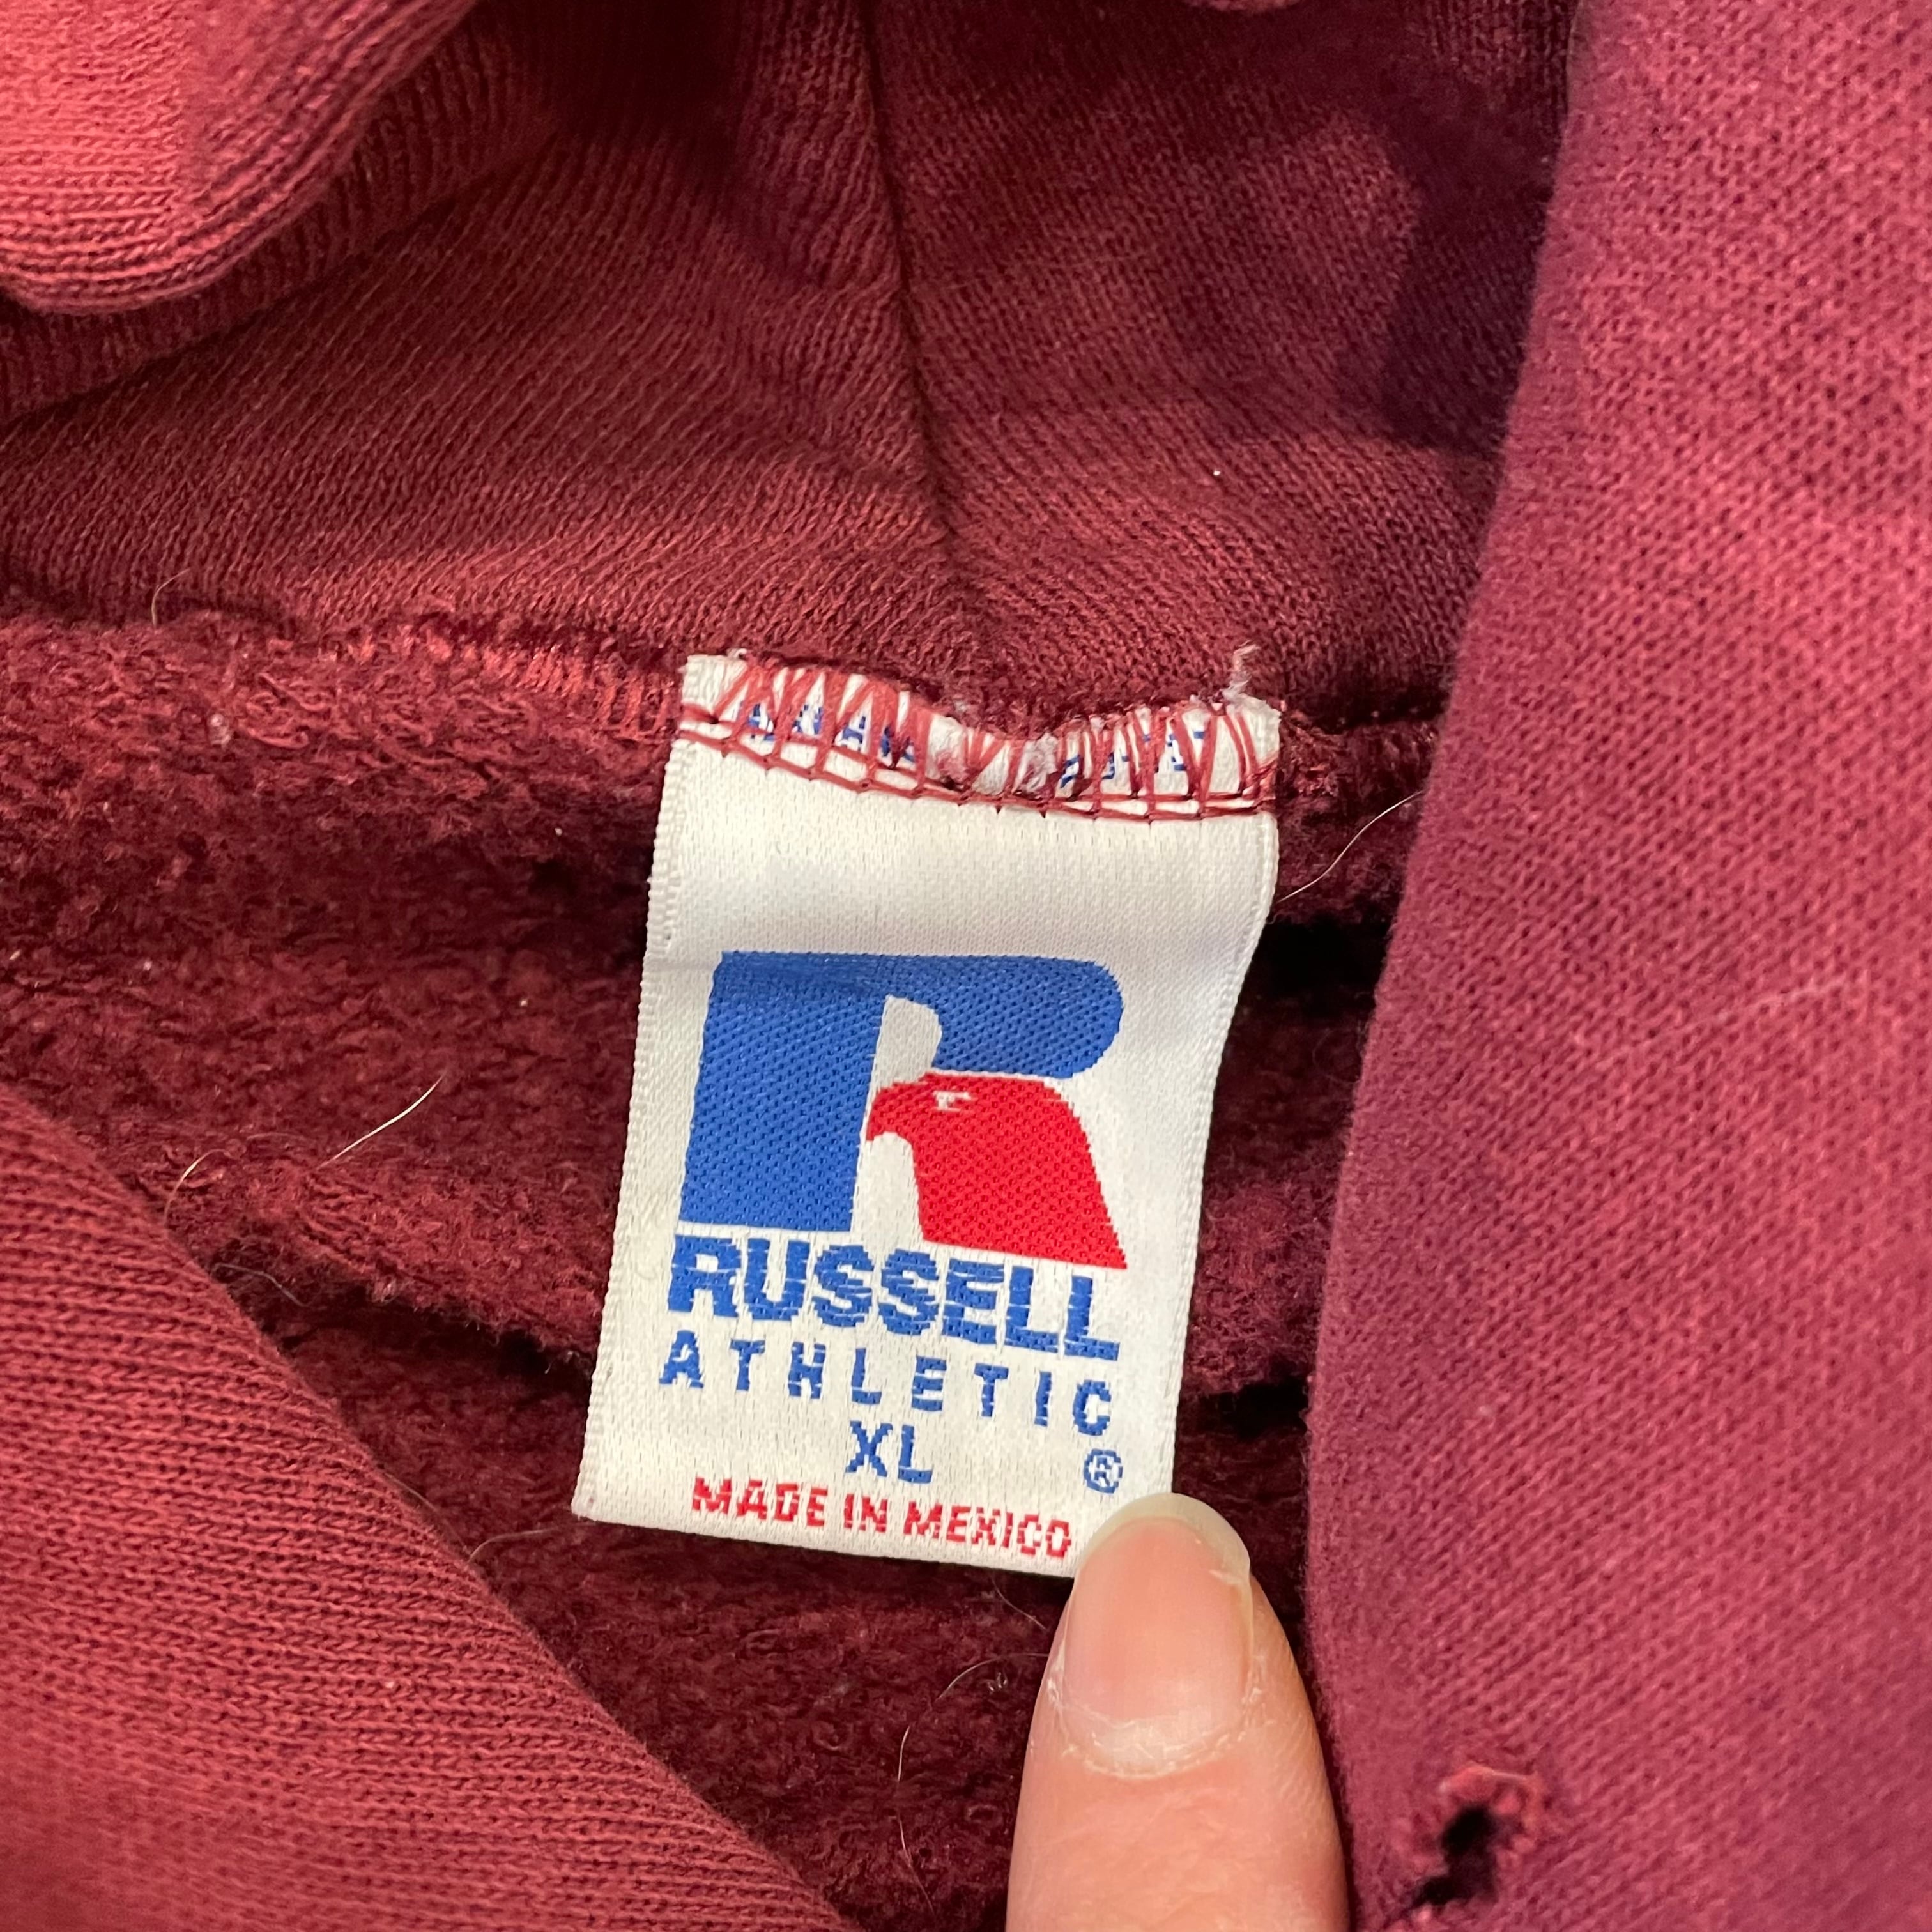 RUSSELL
ATHLETIC
XL
®
MADE IN MEXICO